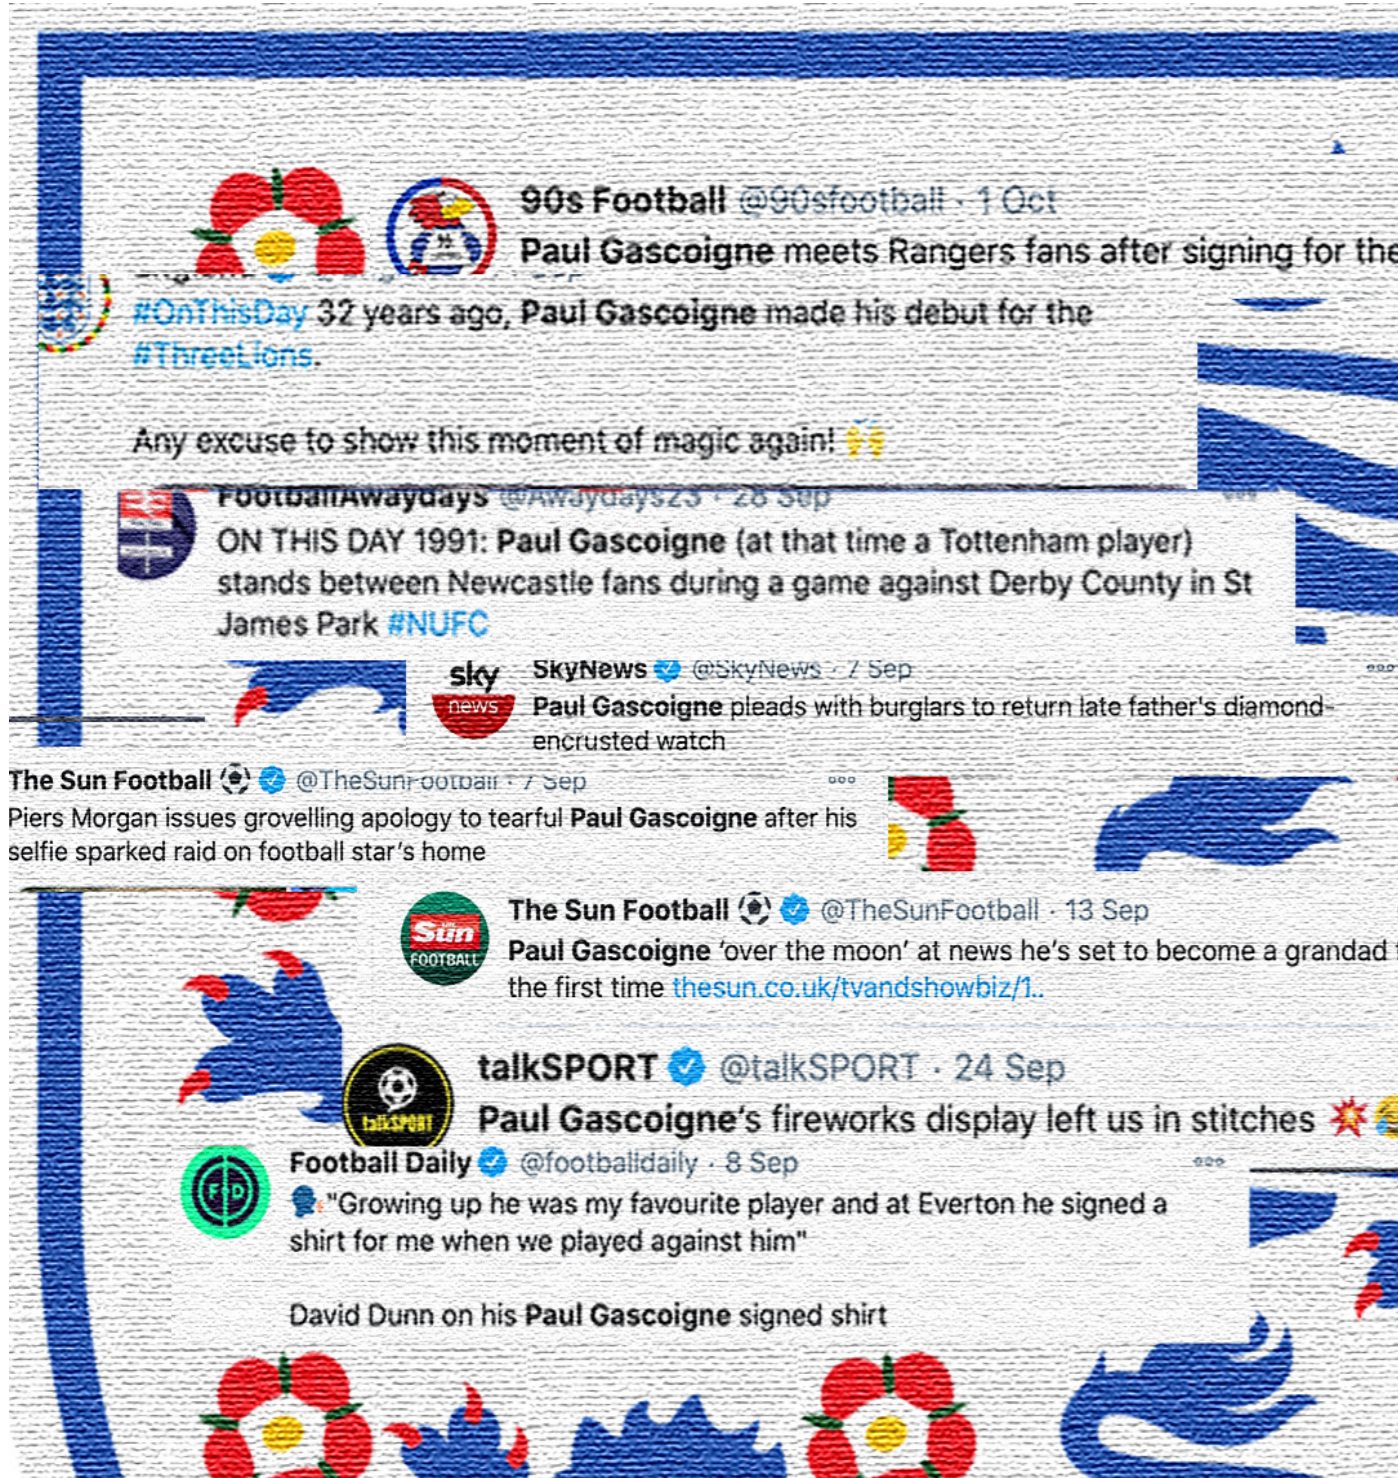 90s Football @90sfootball · 1 Oct
Paul Gascoigne meets Rangers fans after signing for the
#OnThisDay 32 years ago, Paul Gascoigne made his debut for the
#ThreeLions.
Any excuse to show this moment of magic again! 🙌
FootballAwaydays @Awaydays23 · 28 Sep
ON THIS DAY 1991: Paul Gascoigne (at that time a Tottenham player)
stands between Newcastle fans during a game against Derby County in St
James Park #NUFC
sky
news
SkyNews @SkyNews · 7 Sep
Paul Gascoigne pleads with burglars to return late father's diamond-
encrusted watch
The Sun Football ⚽ @TheSunFootball · 7 Sep
Piers Morgan issues grovelling apology to tearful Paul Gascoigne after his
selfie sparked raid on football star's home
Sun
FOOTBALL
The Sun Football ⚽ @TheSunFootball · 13 Sep
Paul Gascoigne 'over the moon' at news he's set to become a grandad
the first time thesun.co.uk/tvandshowbiz/1..
talkSPORT
talkSPORT @talkSPORT · 24 Sep
Paul Gascoigne's fireworks display left us in stitches 💥
FD
Football Daily @footballdaily · 8 Sep
🗣️"Growing up he was my favourite player and at Everton he signed a
shirt for me when we played against him"
David Dunn on his Paul Gascoigne signed shirt